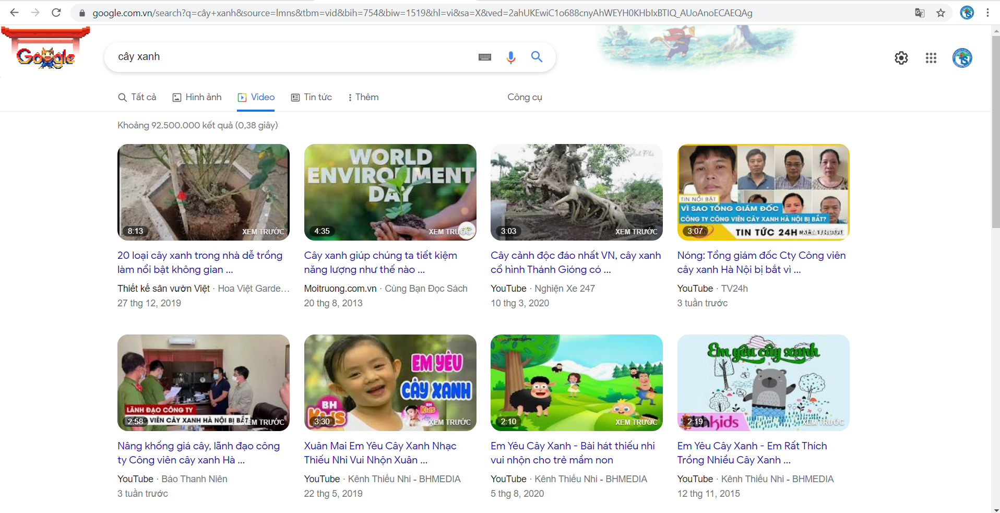 google.com.vn/search?q=cây+xanh&source=lmns&tbm=vid&bih=754&biw=1519&hl=vi&sa=X&ved=2ahUKEwiC1o688cnyAhWEYH0KHbIxBTIQ_AUoAnoECAEQAg
Google
cây xanh
Tất cả
Hình ảnh
Video
Tin tức
Thêm
Công cụ
Khoảng 92.500.000 kết quả (0,38 giây)
8:13
XEM TRƯỚC
WORLD
ENVIRONMENT
DAY
4:35
XEM TRƯỚC
3:03
XEM TRƯỚC
TIN NỔI BẬT
VÌ SAO TỔNG GIÁM ĐỐC
CÔNG TY CÔNG VIÊN CÂY XANH HÀ NỘI BỊ BẮT?
3:07
TIN TỨC 24H
XEM TRƯỚC
20 loại cây xanh trong nhà dễ trồng
làm nổi bật không gian ...
Thiết kế sân vườn Việt · Hoa Việt Garde...
27 thg 12, 2019
Cây xanh giúp chúng ta tiết kiệm
năng lượng như thế nào ...
Moitruong.com.vn · Cùng Bạn Đọc Sách
20 thg 8, 2013
Cây cảnh độc đáo nhất VN, cây xanh
cổ hình Thánh Gióng có ...
YouTube · Nghiện Xe 247
10 thg 3, 2020
Nóng: Tổng giám đốc Cty Công viên
cây xanh Hà Nội bị bắt vì ...
YouTube · TV24h
3 tuần trước
LÃNH ĐẠO CÔNG TY
2:58
VIÊN CÂY XANH HÀ NỘI BỊ BẮT
XEM TRƯỚC
EM YÊU
CÂY XANH
BH
Kids
BH
Kids
3:30
XEM TRƯỚC
2:10
XEM TRƯỚC
Em yêu cây xanh
2:19
kids
XEM TRƯỚC
Nâng khống giá cây, lãnh đạo công
ty Công viên cây xanh Hà ...
YouTube · Báo Thanh Niên
3 tuần trước
Xuân Mai Em Yêu Cây Xanh Nhạc
Thiếu Nhi Vui Nhộn Xuân ...
YouTube · Kênh Thiếu Nhi - BHMEDIA
22 thg 5, 2019
Em Yêu Cây Xanh - Bài hát thiếu nhi
vui nhộn cho trẻ mầm non
YouTube · Kênh Thiếu Nhi - BHMEDIA
5 thg 8, 2020
Em Yêu Cây Xanh - Em Rất Thích
Trồng Nhiều Cây Xanh ...
YouTube · Kênh Thiếu Nhi - BHMEDIA
12 thg 11, 2015